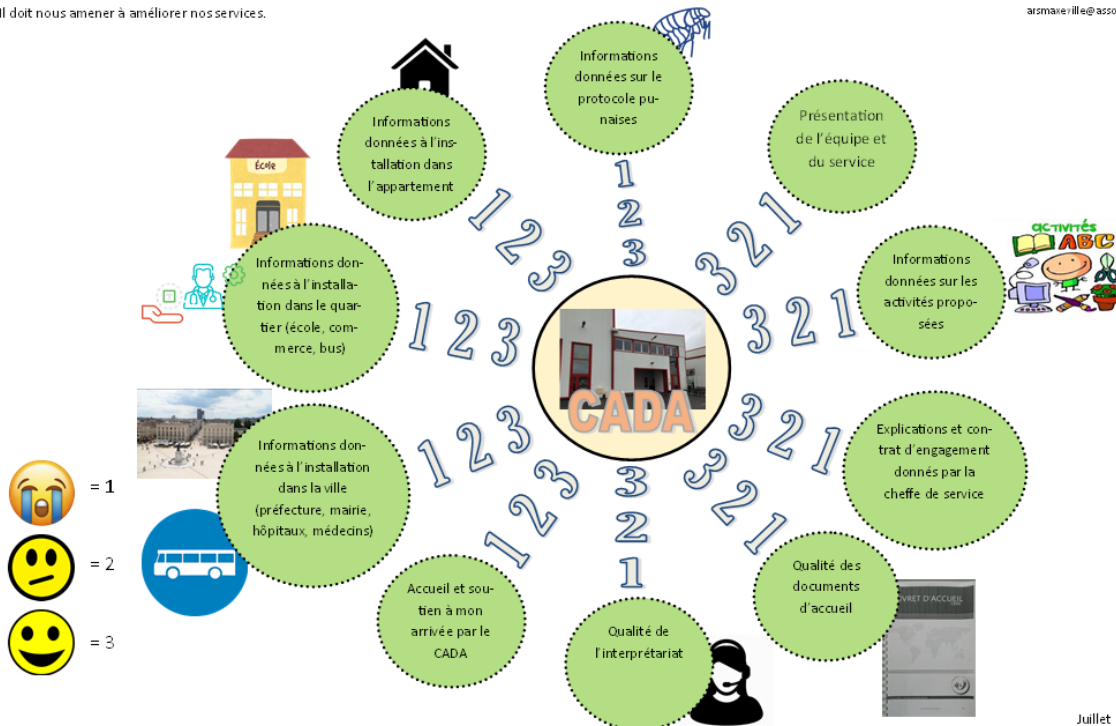 Il doit nous amener à améliorer nos services.
arsmaxeville@asso
Informations
données sur le
protocole pu-
naises
Présentation
de l'équipe et
du service
Informations
données à l'ins-
tallation dans
l'appartement
École
ACTIVITÉS
ABC
Informations
données sur les
activités propo-
sées
Informations don-
nées à l'installa-
tion dans le quar-
tier (école, com-
merce, bus)
1
2
3
1 2 3
3 2 1
1 2 3
3 2 1
CADA
Explications et con-
trat d'engagement
donnés par la
cheffe de service
Informations don-
nées à l'installation
dans la ville
(préfecture, mairie,
hôpitaux, médecins)
1 2 3
3 2 1
1 2 3
3 2 1
3
2
1
= 1
= 2
= 3
Qualité des
documents
d'accueil
VRET D'ACCUEIL
Accueil et sou-
tien à mon
arrivée par le
CADA
Qualité de
l'interprétariat
Juillet